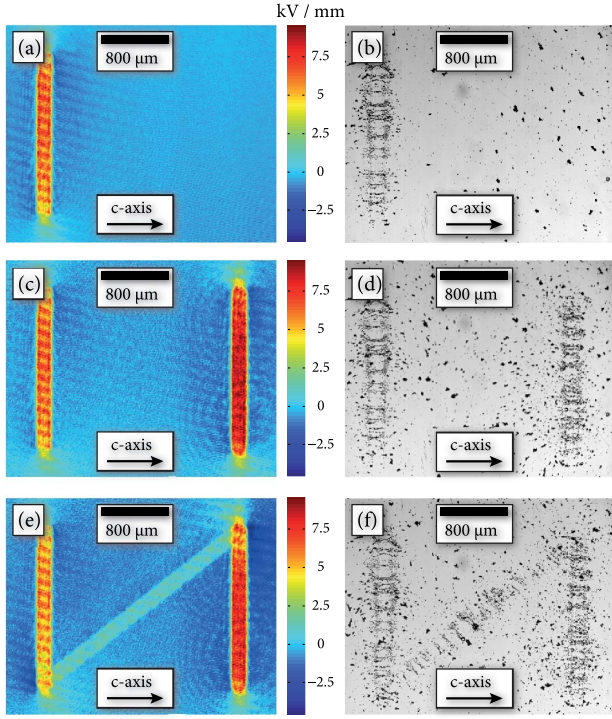 kV / mm
(a)
800 µm
c-axis
7.5
5
2.5
0
−2.5
(b)
800 µm
c-axis
(c)
800 µm
c-axis
7.5
5
2.5
0
−2.5
(d)
800 µm
c-axis
(e)
800 µm
c-axis
7.5
5
2.5
0
−2.5
(f)
800 µm
c-axis